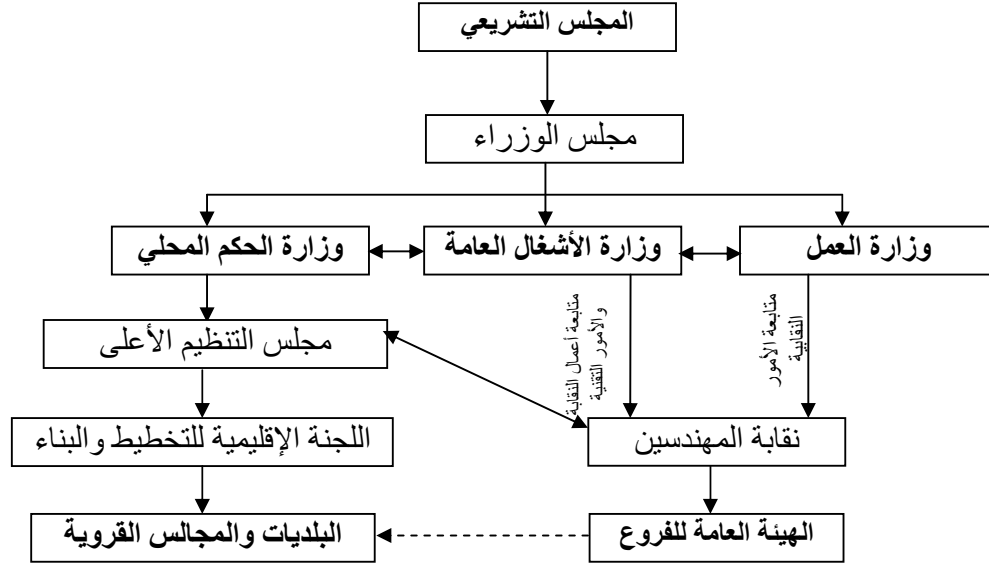 المجلس التشريعي
مجلس الوزراء
وزارة العمل
وزارة الأشغال العامة
وزارة الحكم المحلي
متابعة الأمور
النقابية
متابعة أعمال النقابة
والأمور التقنية
مجلس التنظيم الأعلى
نقابة المهندسين
اللجنة الإقليمية للتخطيط والبناء
الهيئة العامة للفروع
البلديات والمجالس القروية